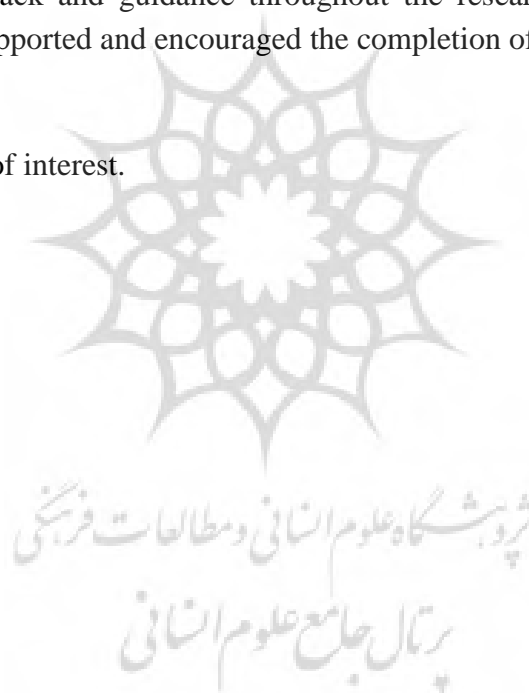 ack and guidance throughout the resear
pported and encouraged the completion of
of interest.
پژوهشگاه علوم انسانی و مطالعات فرهنگی
پرتال جامع علوم انسانی